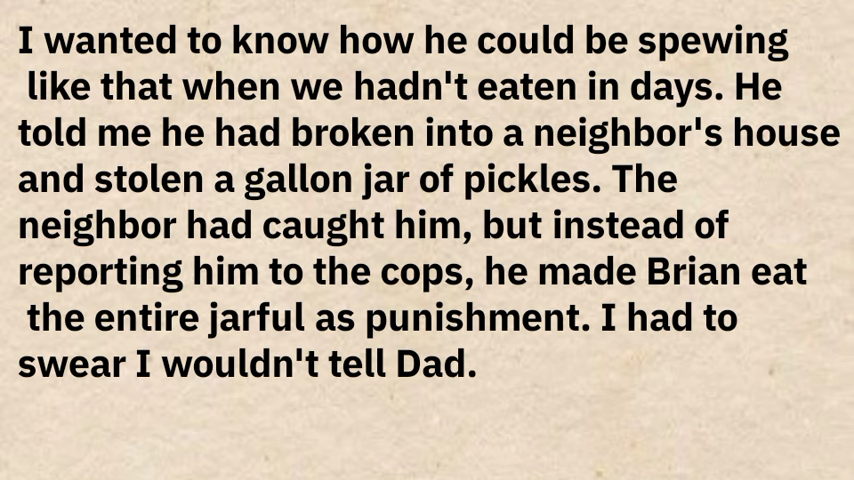 I wanted to know how he could be spewing
like that when we hadn't eaten in days. He
told me he had broken into a neighbor's house
and stolen a gallon jar of pickles. The
neighbor had caught him, but instead of
reporting him to the cops, he made Brian eat
the entire jarful as punishment. I had to
swear I wouldn't tell Dad.